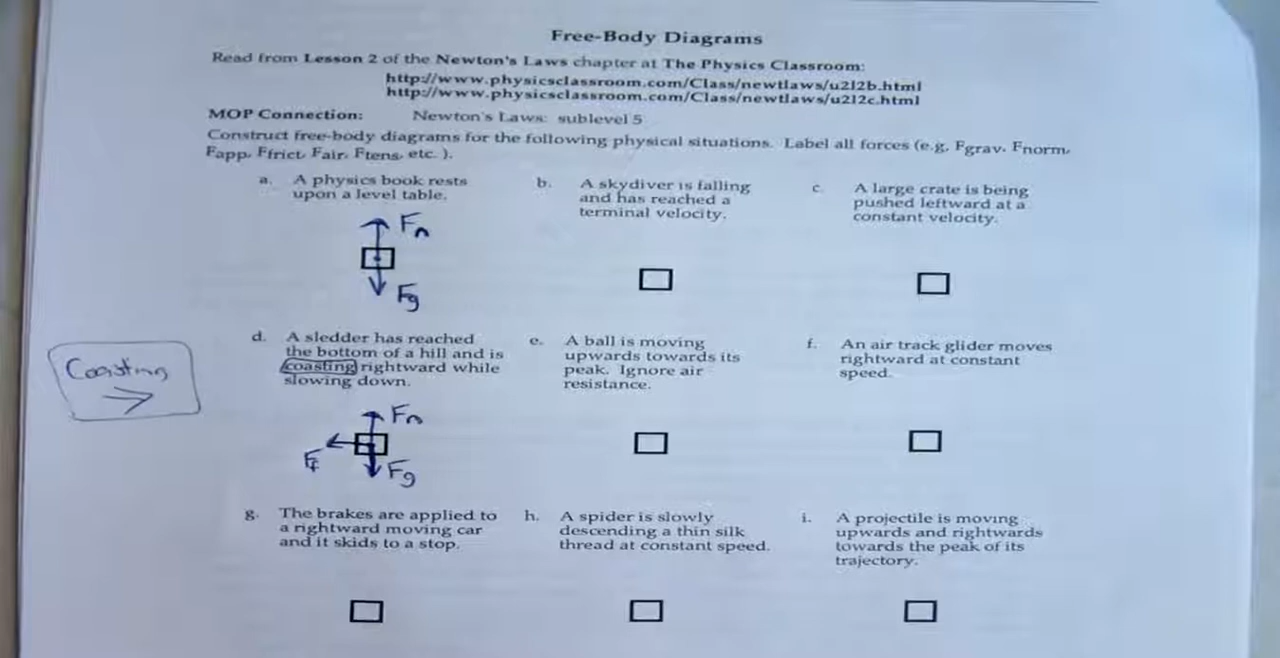 Free-Body Diagrams
Read from Lesson 2 of the Newton's Laws chapter at The Physics Classroom:
http://www.physicsclassroom.com/Class/newtlaws/u2l2b.html
http://www.physicsclassroom.com/Class/newtlaws/u2l2c.html
MOP Connection: Newton's Laws: sublevel 5
Construct free-body diagrams for the following physical situations. Label all forces (e.g, Fgrav, Fnorm,
Fapp, Ffrict, Fair, Ftens, etc. ).
a. A physics book rests
upon a level table.
Fn
Fg
b. A skydiver is falling
and has reached a
terminal velocity.
c. A large crate is being
pushed leftward at a
constant velocity.
Coasting
d. A sledder has reached
the bottom of a hill and is
coasting rightward while
slowing down.
Fn
Ff
Fg
e. A ball is moving
upwards towards its
peak. Ignore air
resistance.
f. An air track glider moves
rightward at constant
speed.
g. The brakes are applied to
a rightward moving car
and it skids to a stop.
h. A spider is slowly
descending a thin silk
thread at constant speed.
i. A projectile is moving
upwards and rightwards
towards the peak of its
trajectory.